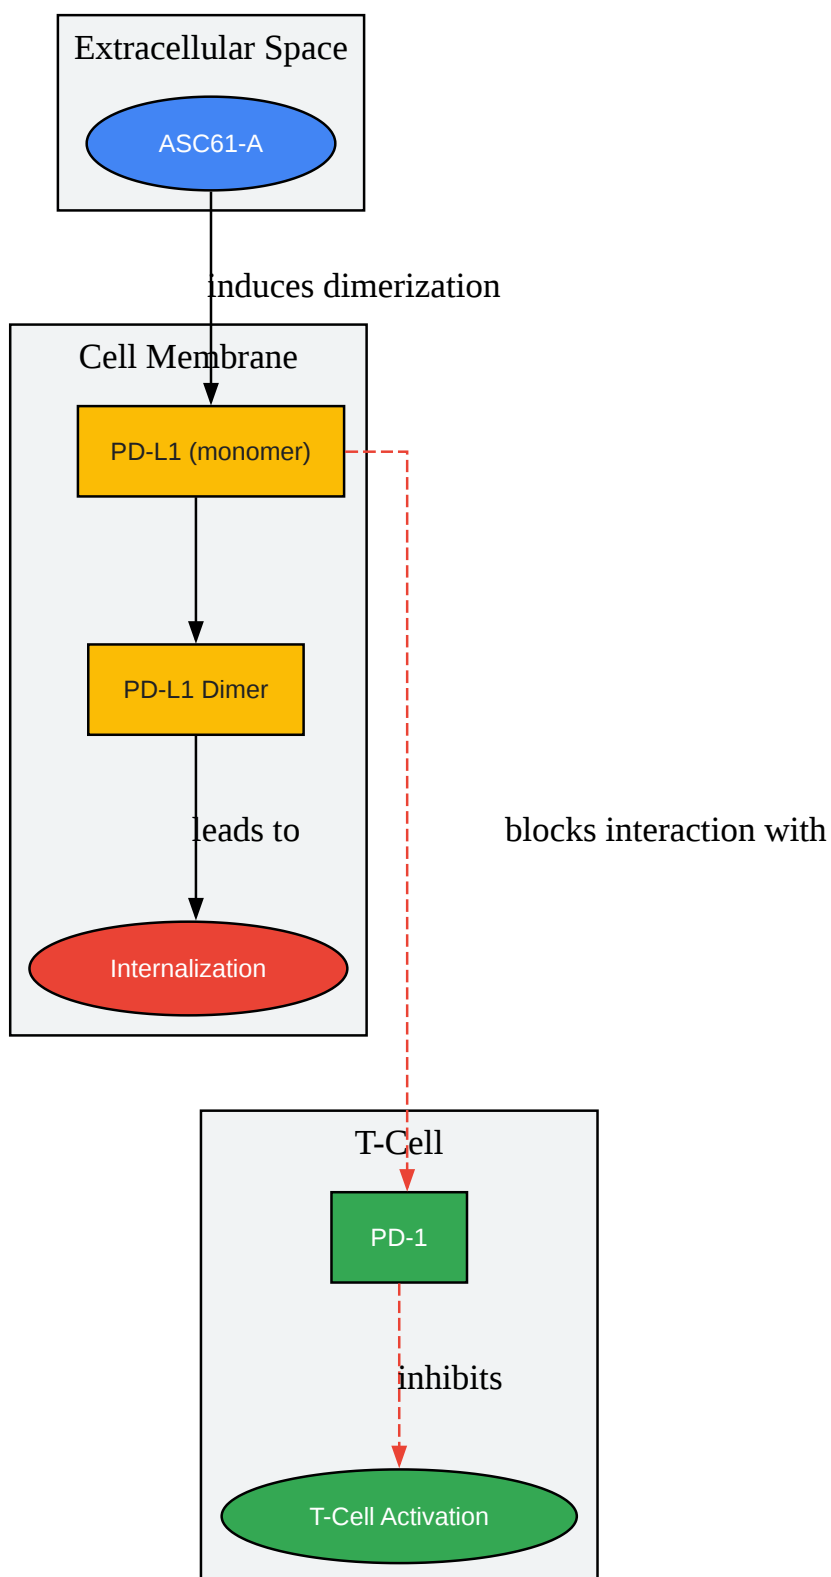 Extracellular Space
ASC61-A
induces dimerization
Cell Membrane
PD-L1 (monomer)
PD-L1 Dimer
leads to
blocks interaction with
Internalization
T-Cell
PD-1
inhibits
T-Cell Activation